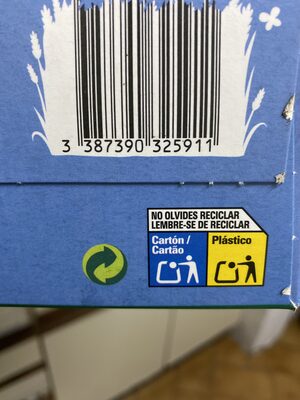 3 387390 325911
NO OLVIDES RECICLAR
LEMBRE-SE DE RECICLAR
Cartón / Plástico
Cartão